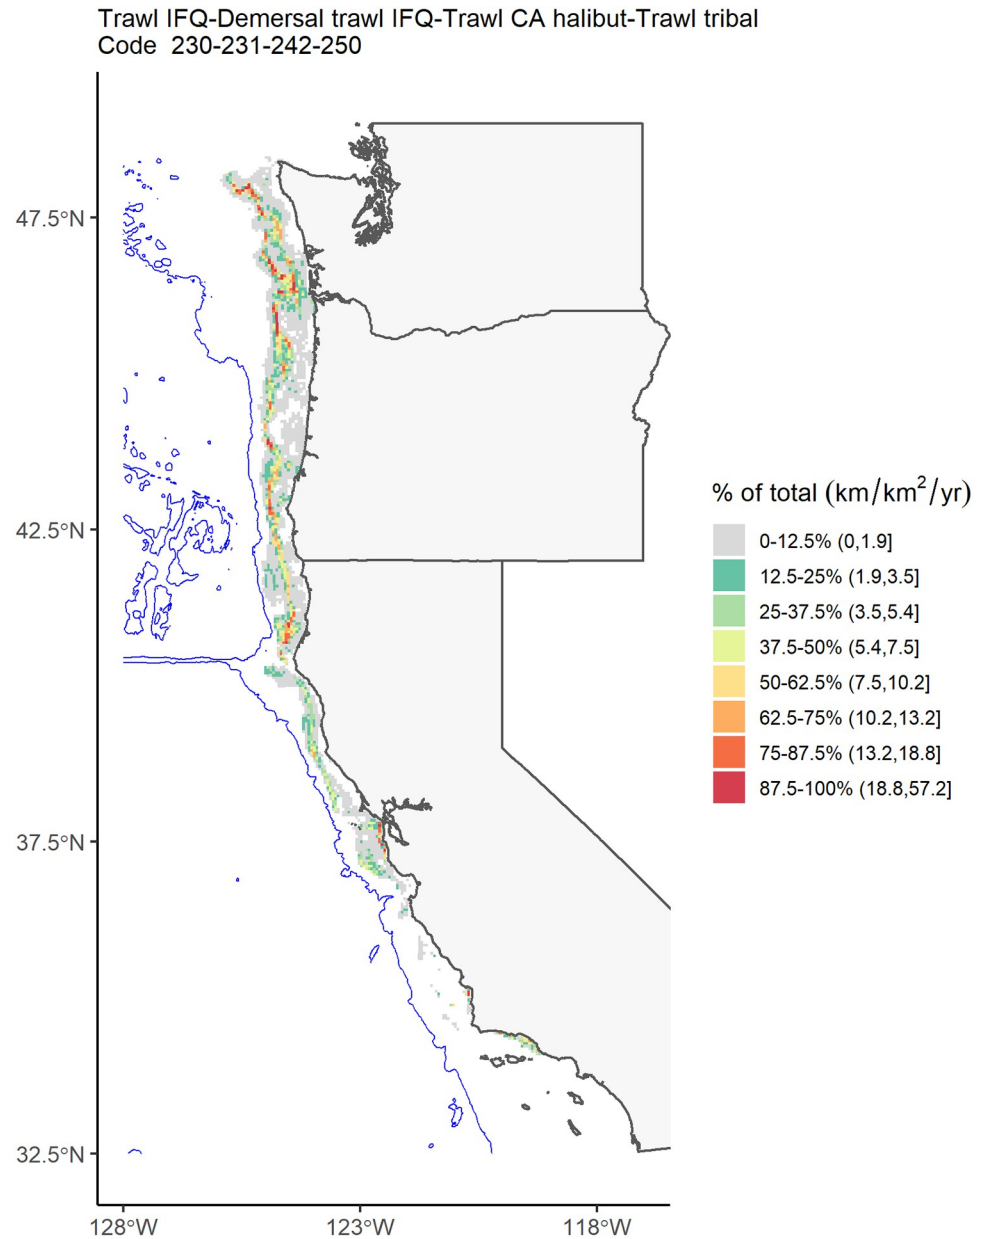 Trawl IFQ-Demersal trawl IFQ-Trawl CA halibut-Trawl tribal
Code  230-231-242-250
47.5°N
42.5°N
37.5°N
32.5°N
128°W
123°W
118°W
% of total (km/km²/yr)
0-12.5% (0,1.9]
12.5-25% (1.9,3.5]
25-37.5% (3.5,5.4]
37.5-50% (5.4,7.5]
50-62.5% (7.5,10.2]
62.5-75% (10.2,13.2]
75-87.5% (13.2,18.8]
87.5-100% (18.8,57.2]